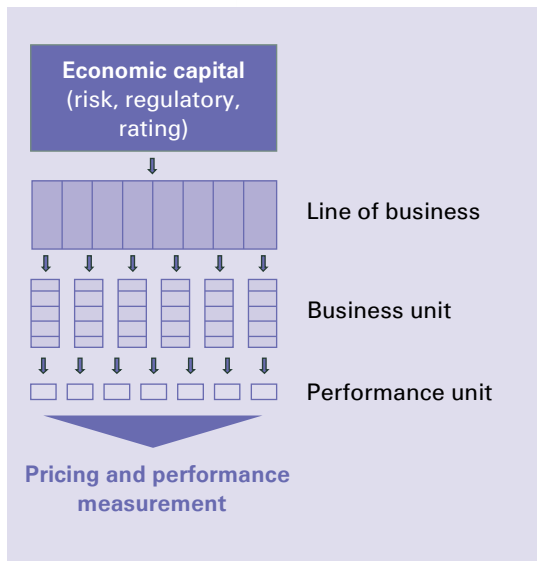 Economic capital
(risk, regulatory,
rating)
Line of business
Business unit
Performance unit
Pricing and performance
measurement